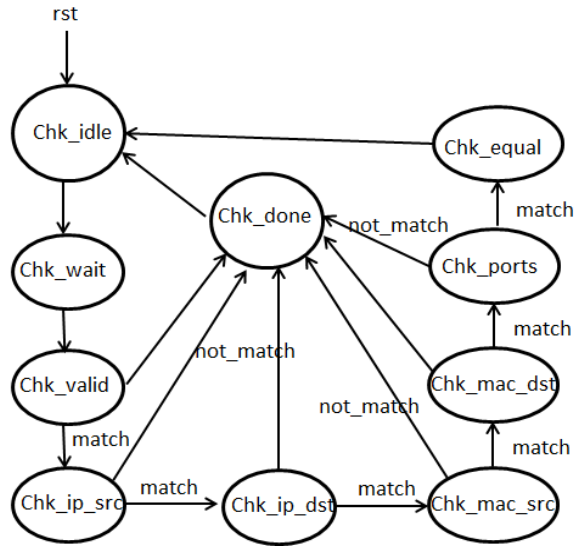 rst
Chk_idle
Chk_equal
Chk_done
match
not_match
Chk_wait
Chk_ports
not_match
match
Chk_valid
Chk_mac_dst
not_match
match
match
Chk_ip_src
match
Chk_ip_dst
match
Chk_mac_src